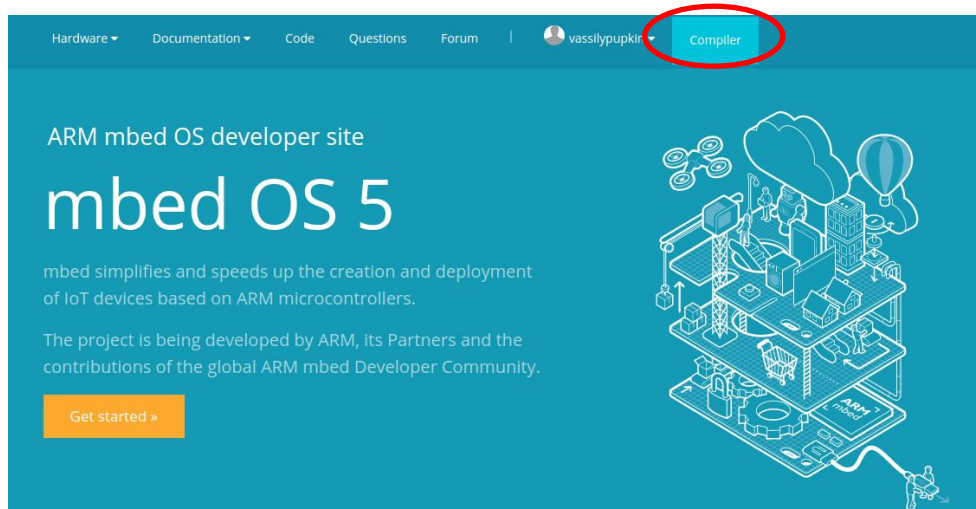 Hardware Documentation Code Questions Forum | vassilypupkin Compiler
ARM mbed OS developer site
mbed OS 5
mbed simplifies and speeds up the creation and deployment
of IoT devices based on ARM microcontrollers.
The project is being developed by ARM, its Partners and the
contributions of the global ARM mbed Developer Community.
Get started »
ARM
mbed